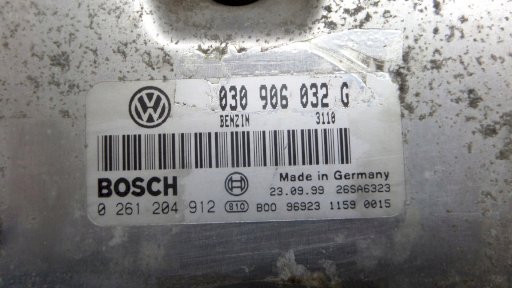 030 906 032 G
BENZIN 3110
BOSCH
Made in Germany
23.09.99 26SA6323
0 261 204 912 810 B00 96923 1159 0015